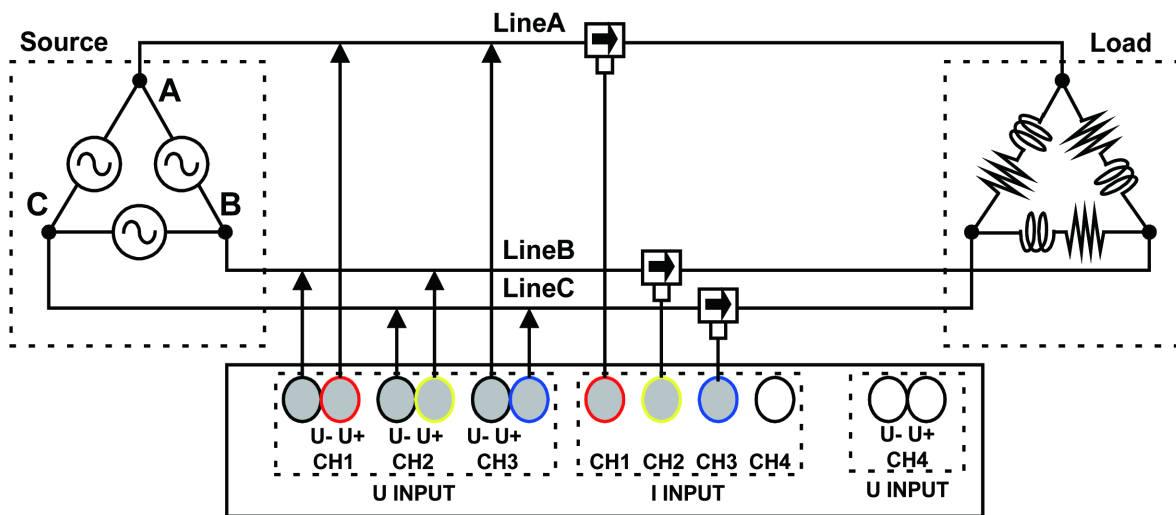 LineA
Source
Load
A
C
B
LineB
LineC
U- U+
U- U+
U- U+
CH1
CH2
CH3
U INPUT
CH1 CH2 CH3 CH4
I INPUT
U- U+
CH4
U INPUT